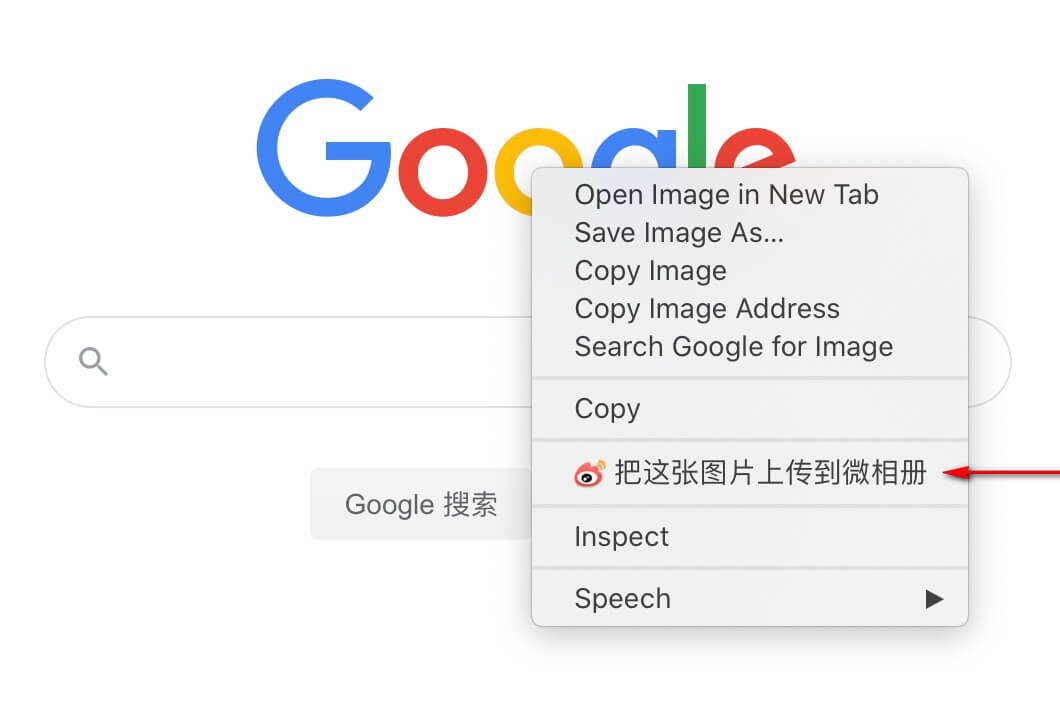 Google
Open Image in New Tab
Save Image As...
Copy Image
Copy Image Address
Search Google for Image
Copy
把这张图片上传到微相册
Google 搜索
Inspect
Speech